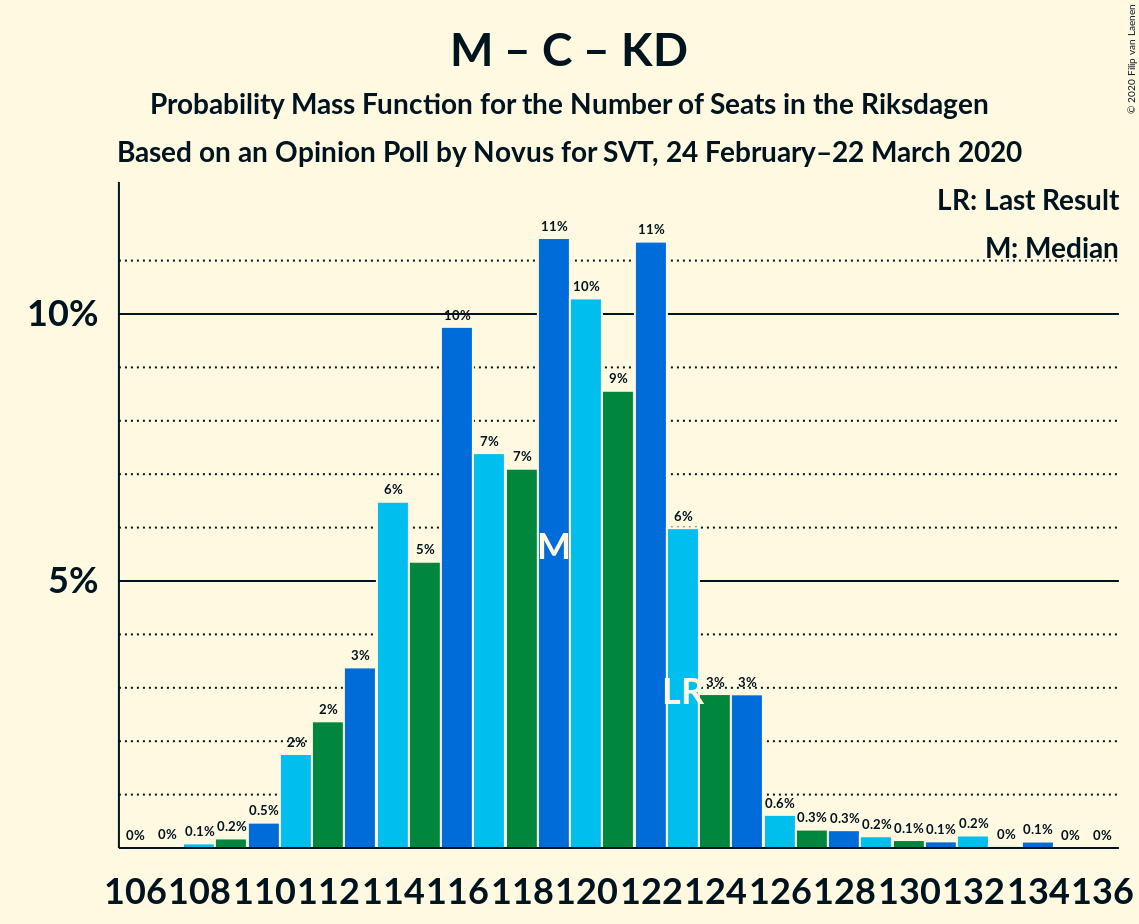 M – C – KD
Probability Mass Function for the Number of Seats in the Riksdagen
Based on an Opinion Poll by Novus for SVT, 24 February–22 March 2020
© 2020 Filip van Laenen
LR: Last Result
M: Median
10%
5%
0% 0% 0.1% 0.2% 0.5% 2% 2% 3% 6% 5% 10% 7% 7% 11% 10% 9% 11% 6% 3% 3% 0.6% 0.3% 0.3% 0.2% 0.1% 0.1% 0.2% 0% 0.1% 0% 0%
M
LR
106 108 110 112 114 116 118 120 122 124 126 128 130 132 134 136